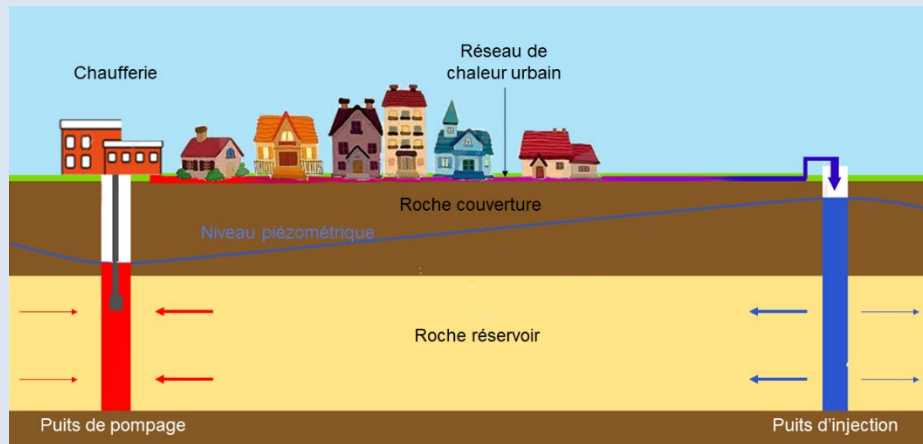 Chaufferie
Réseau de
chaleur urbain
Roche couverture
Niveau piézométrique
Roche réservoir
Puits de pompage
Puits d'injection